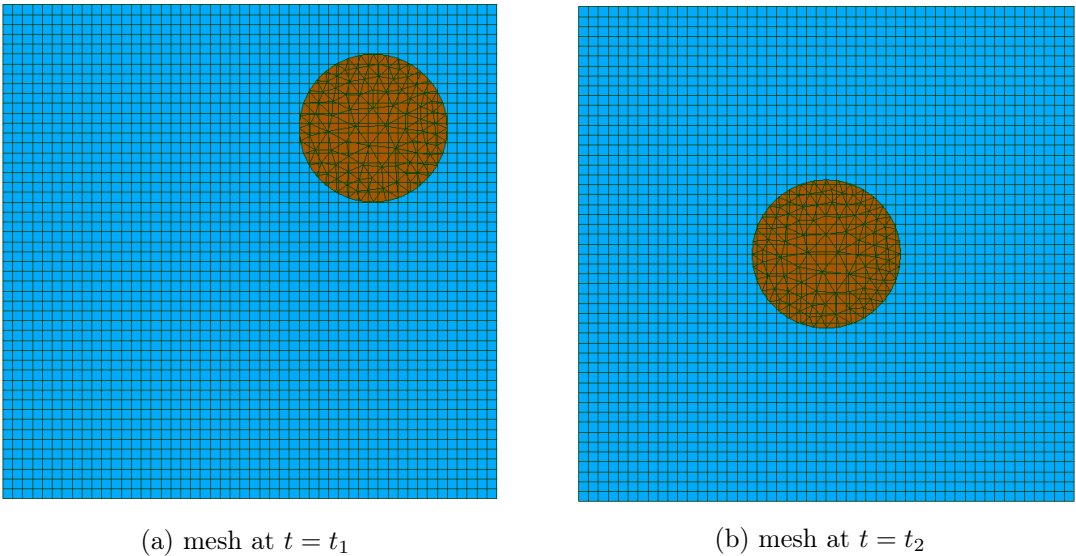 (a) mesh at t = t₁
(b) mesh at t = t₂